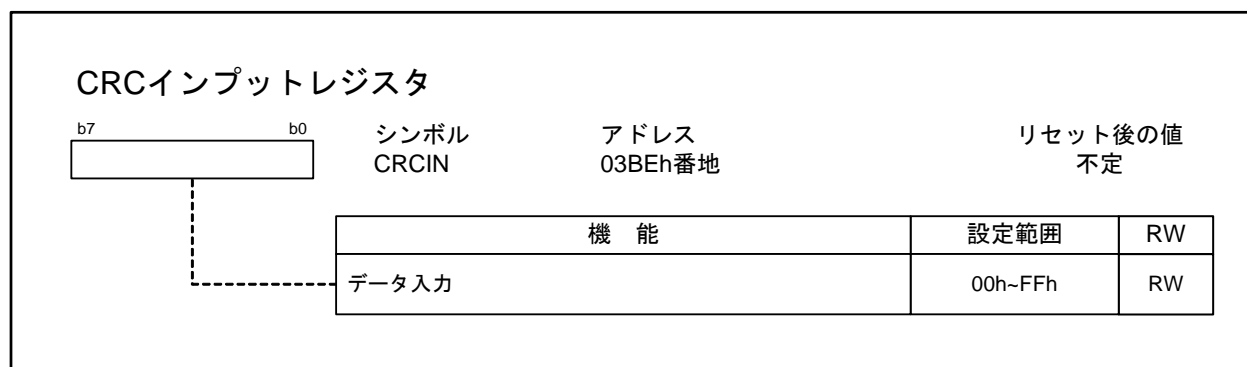 CRCインプットレジスタ
b7 b0 シンボル アドレス リセット後の値
CRCIN 03BEh番地 不定
機 能 設定範囲 RW
データ入力 00h~FFh RW